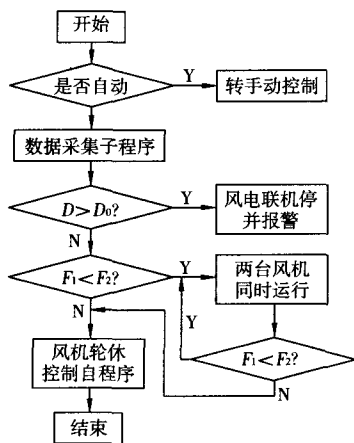 开始
是否自动
Y
转手动控制
数据采集子程序
D>D₀?
Y
风电联机停
并报警
N
F₁<F₂?
Y
两台风机
同时运行
N
Y
风机轮休
控制自程序
F₁<F₂?
N
结束